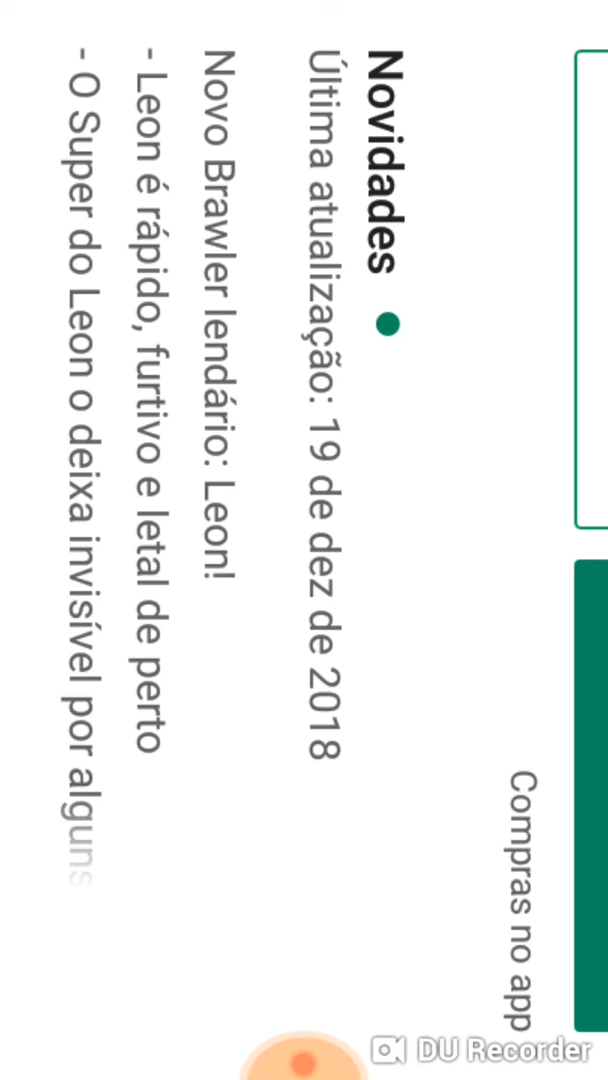 Compras no app
Novidades
Última atualização: 19 de dez de 2018
Novo Brawler lendário: Leon!
- Leon é rápido, furtivo e letal de perto
- O Super do Leon o deixa invisível por alguns
DU Recorder